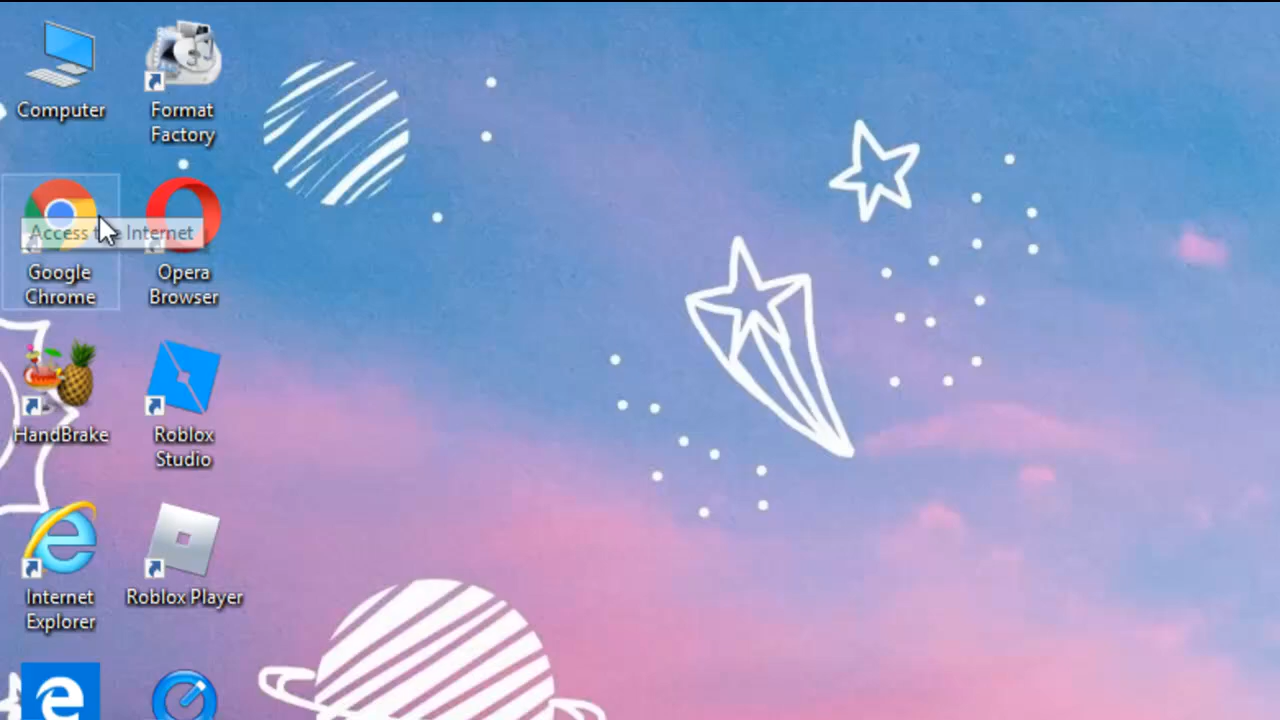 Computer
Format
Factory
Access the Internet
Google
Chrome
Opera
Browser
HandBrake
Roblox
Studio
Internet
Explorer
Roblox Player